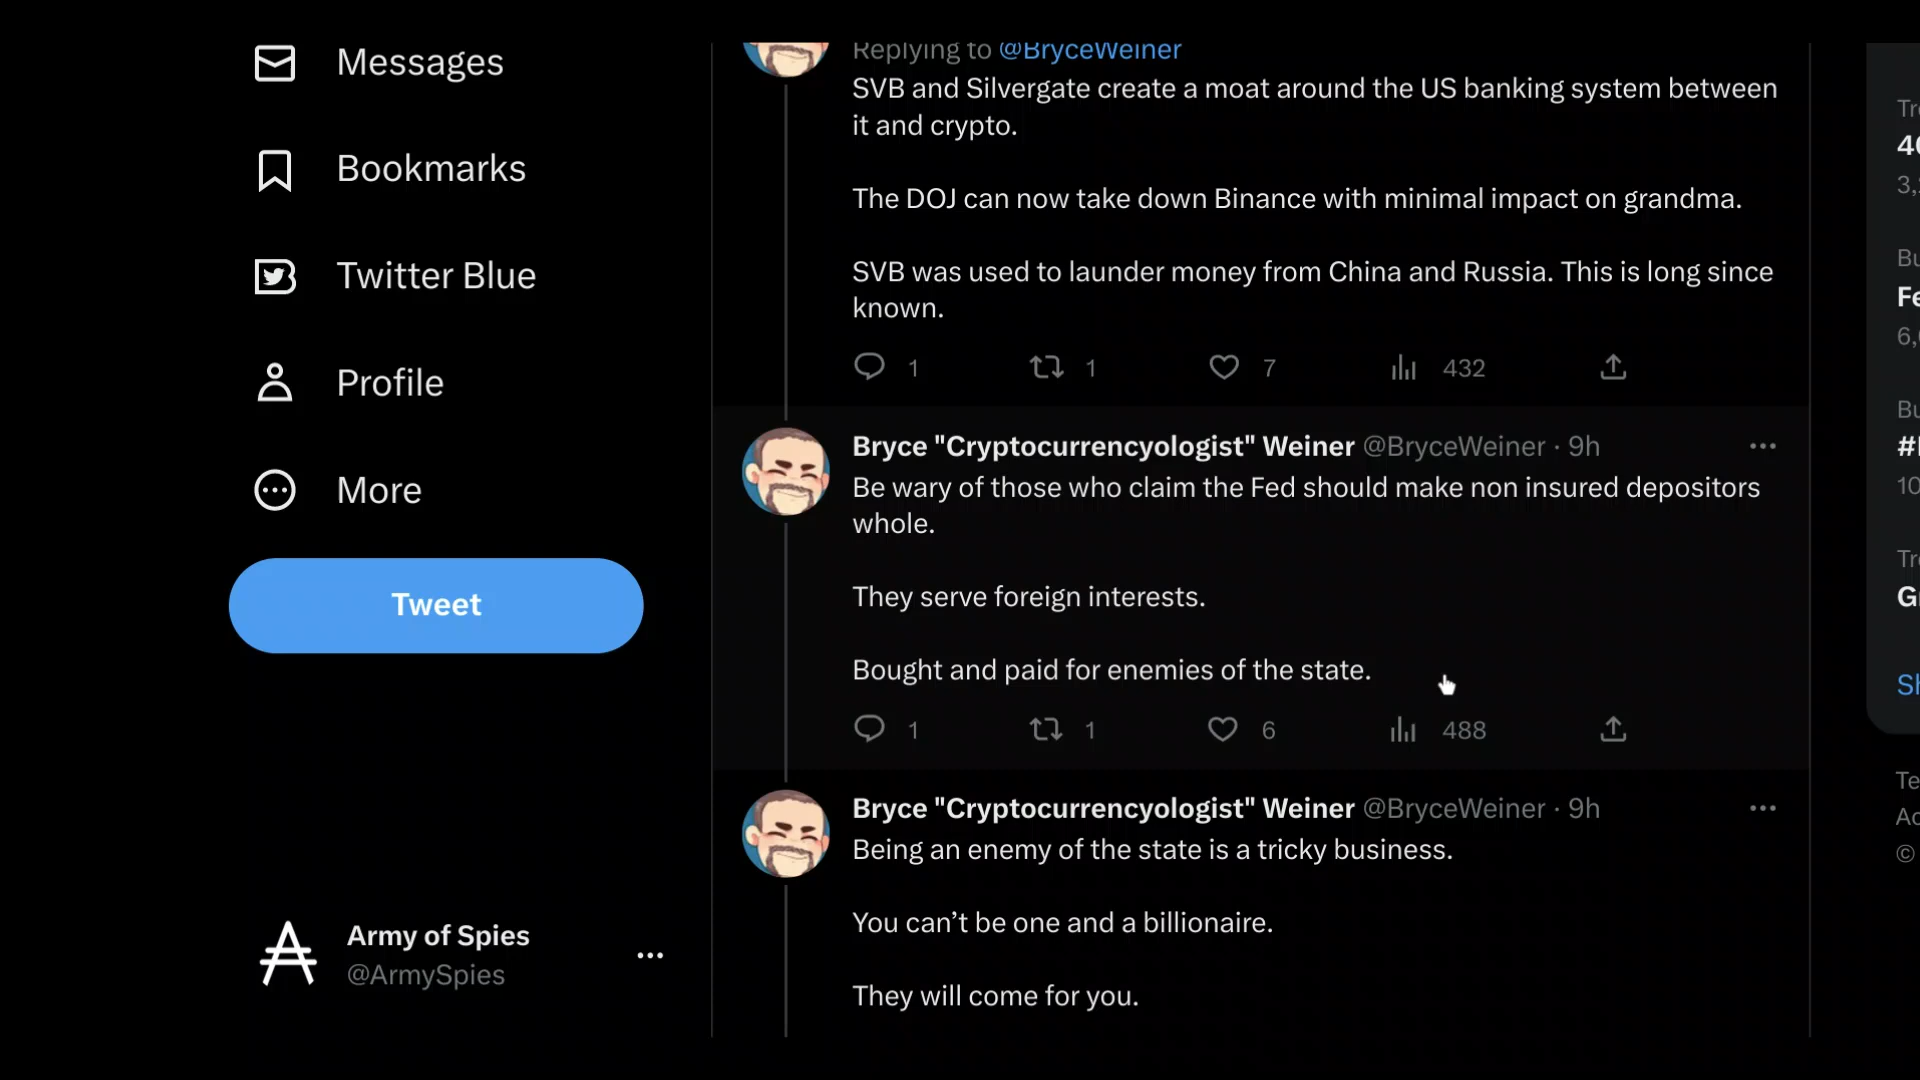 Messages
Bookmarks
Twitter Blue
Profile
More
Tweet
Army of Spies
@ArmySpies
Replying to @BryceWeiner
SVB and Silvergate create a moat around the US banking system between
it and crypto.
The DOJ can now take down Binance with minimal impact on grandma.
SVB was used to launder money from China and Russia. This is long since
known.
1 1 7 432
Bryce "Cryptocurrencyologist" Weiner @BryceWeiner · 9h
Be wary of those who claim the Fed should make non insured depositors
whole.
They serve foreign interests.
Bought and paid for enemies of the state.
1 1 6 488
Bryce "Cryptocurrencyologist" Weiner @BryceWeiner · 9h
Being an enemy of the state is a tricky business.
You can’t be one and a billionaire.
They will come for you.
©